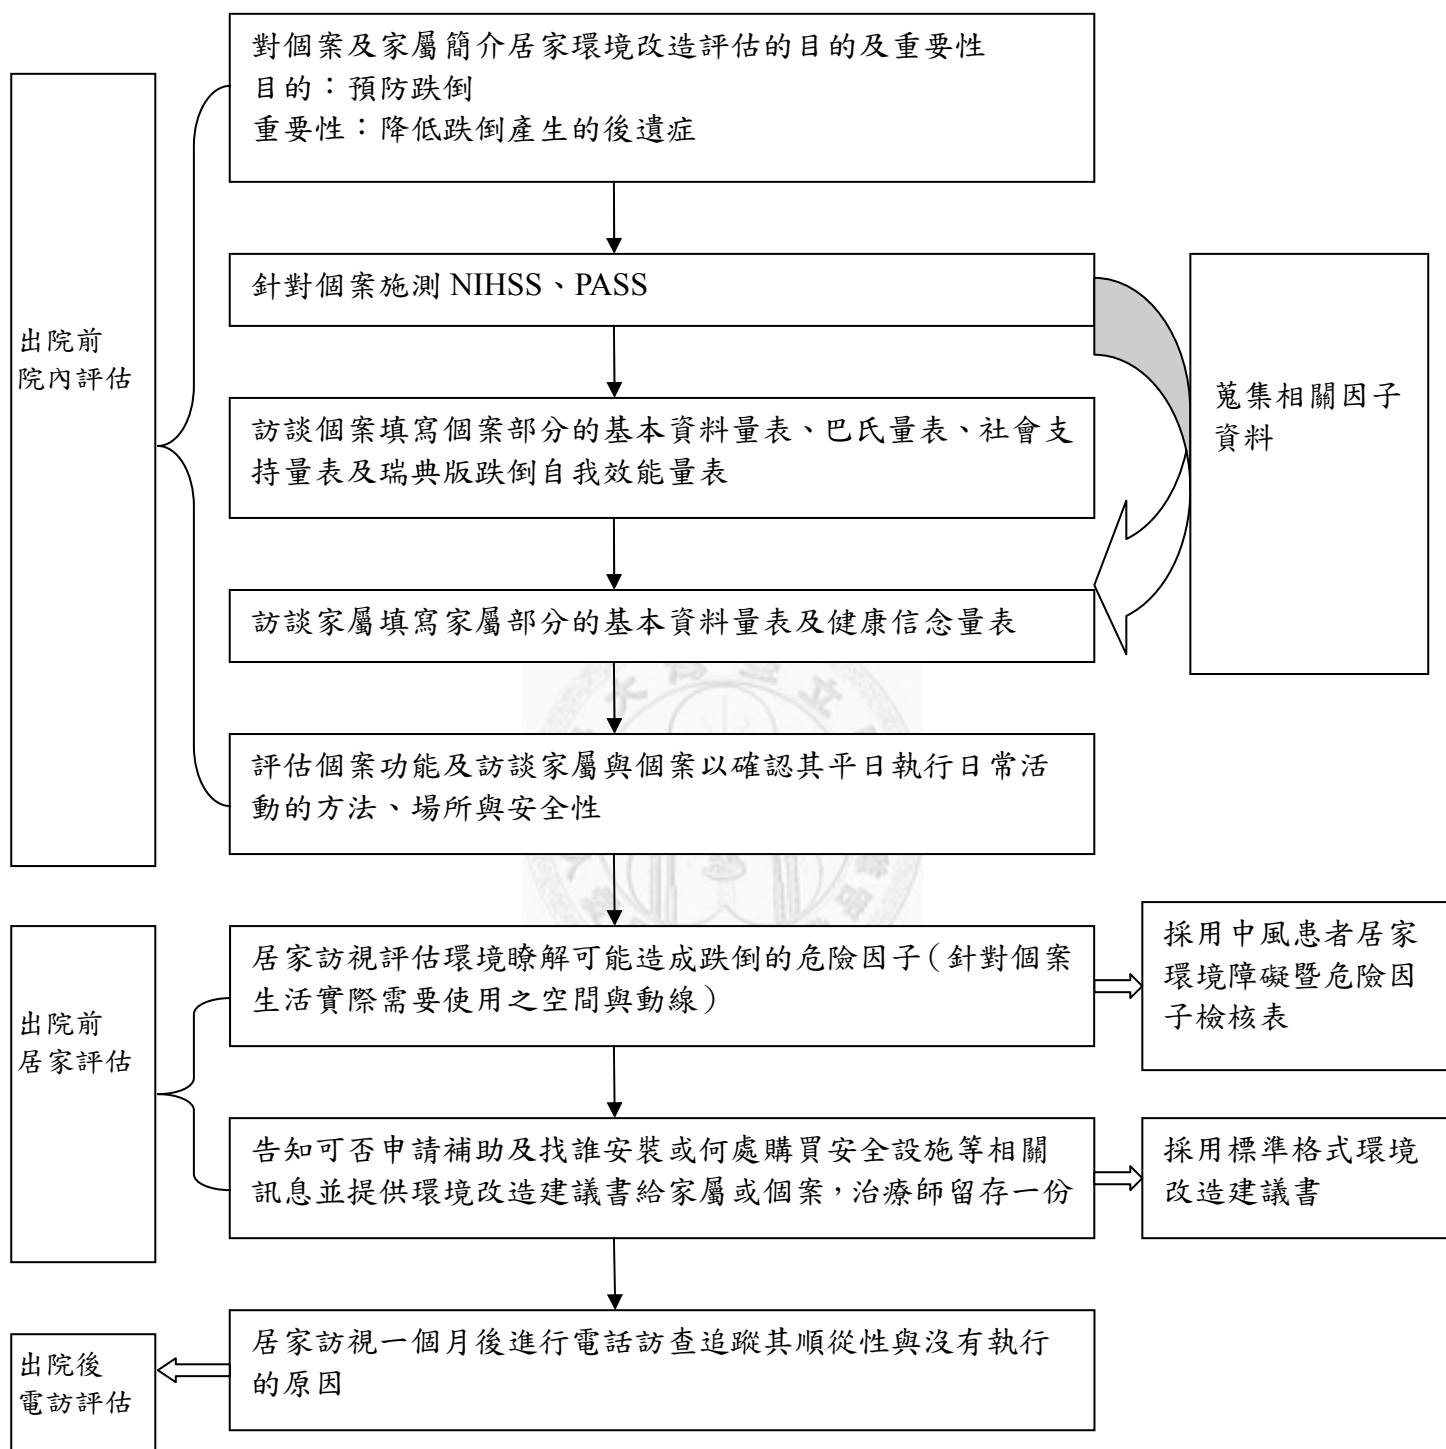 對個案及家屬簡介居家環境改造評估的目的及重要性
目的：預防跌倒
重要性：降低跌倒產生的後遺症
出院前
院內評估
針對個案施測 NIHSS、PASS
訪談個案填寫個案部分的基本資料量表、巴氏量表、社會支
持量表及瑞典版跌倒自我效能量表
蒐集相關因子
資料
訪談家屬填寫家屬部分的基本資料量表及健康信念量表
評估個案功能及訪談家屬與個案以確認其平日執行日常活
動的方法、場所與安全性
出院前
居家評估
居家訪視評估環境瞭解可能造成跌倒的危險因子（針對個案
生活實際需要使用之空間與動線）
採用中風患者居家
環境障礙暨危險因
子檢核表
告知可否申請補助及找誰安裝或何處購買安全設施等相關
訊息並提供環境改造建議書給家屬或個案，治療師留存一份
採用標準格式環境
改造建議書
出院後
電訪評估
居家訪視一個月後進行電話訪查追蹤其順從性與沒有執行
的原因